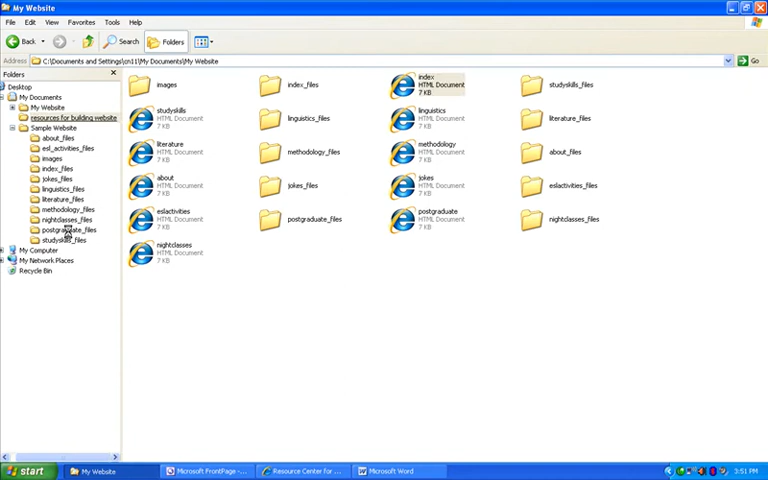 My Website
File Edit View Favorites Tools Help
Back Search Folders
Address C:\Documents and Settings\cn11\My Documents\My Website Go
Folders
Desktop
My Documents
My Website
resources for building website
Sample Website
about_files
esl_activities_files
images
index_files
jokes_files
linguistics_files
literature_files
methodology_files
nightclasses_files
postgraduate_files
studyskills_files
My Computer
My Network Places
Recycle Bin
images
index_files
index
HTML Document
7 KB
studyskills_files
studyskills
HTML Document
7 KB
linguistics_files
linguistics
HTML Document
7 KB
literature_files
literature
HTML Document
7 KB
methodology_files
methodology
HTML Document
7 KB
about_files
about
HTML Document
7 KB
jokes_files
jokes
HTML Document
7 KB
eslactivities_files
eslactivities
HTML Document
7 KB
postgraduate_files
postgraduate
HTML Document
7 KB
nightclasses_files
nightclasses
HTML Document
7 KB
start My Website Microsoft FrontPage -... Resource Center for ... Microsoft Word 3:51 PM